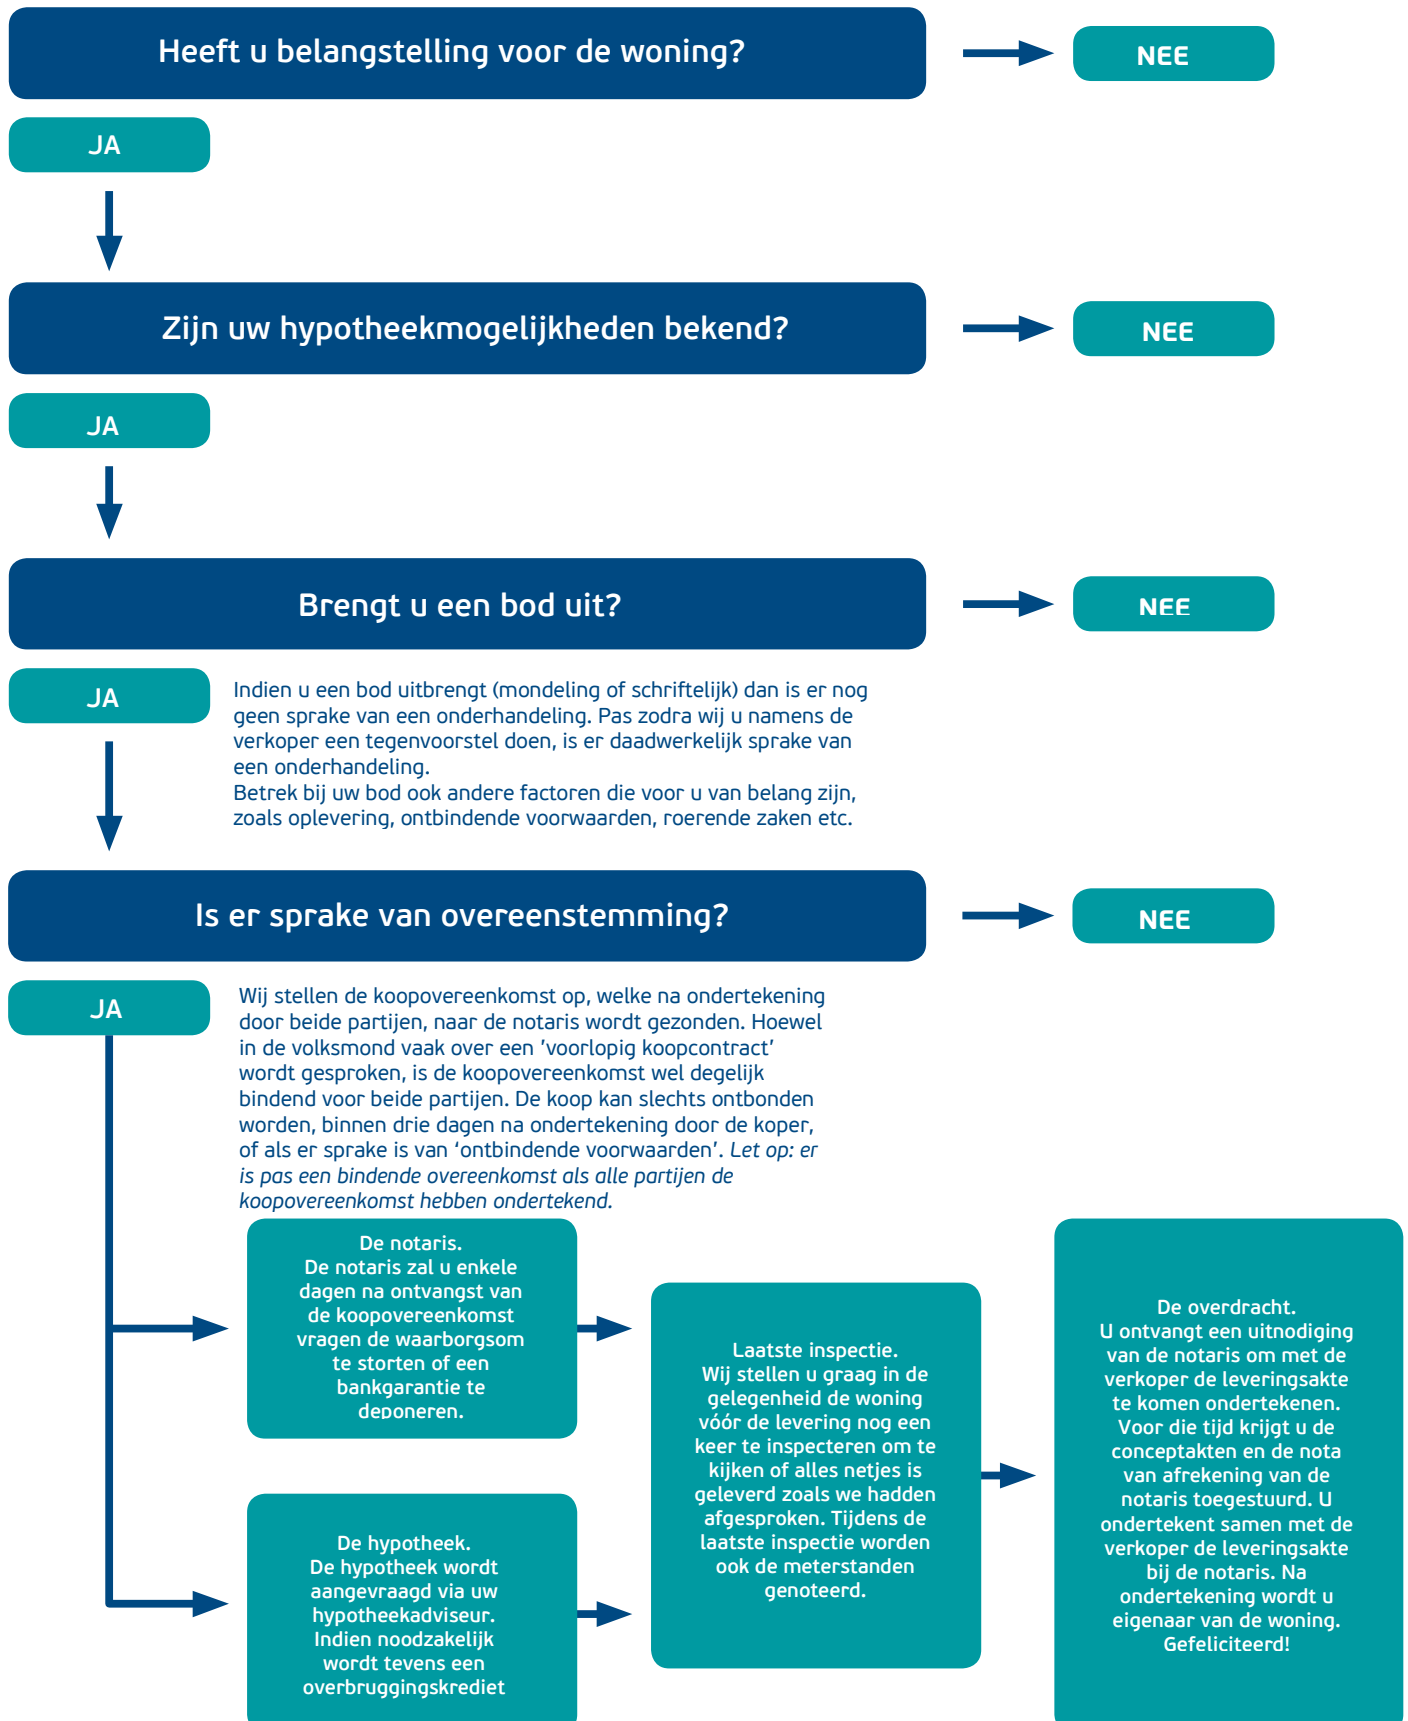 Heeft u belangstelling voor de woning?
NEE
JA
Zijn uw hypotheekmogelijkheden bekend?
NEE
JA
Brengt u een bod uit?
NEE
JA
Indien u een bod uitbrengt (mondeling of schriftelijk) dan is er nog
geen sprake van een onderhandeling. Pas zodra wij u namens de
verkoper een tegenvoorstel doen, is er daadwerkelijk sprake van
een onderhandeling.
Betrek bij uw bod ook andere factoren die voor u van belang zijn,
zoals oplevering, ontbindende voorwaarden, roerende zaken etc.
Is er sprake van overeenstemming?
NEE
JA
Wij stellen de koopovereenkomst op, welke na ondertekening
door beide partijen, naar de notaris wordt gezonden. Hoewel
in de volksmond vaak over een ’voorlopig koopcontract’
wordt gesproken, is de koopovereenkomst wel degelijk
bindend voor beide partijen. De koop kan slechts ontbonden
worden, binnen drie dagen na ondertekening door de koper,
of als er sprake is van ‘ontbindende voorwaarden’. Let op: er
is pas een bindende overeenkomst als alle partijen de
koopovereenkomst hebben ondertekend.
De notaris.
De notaris zal u enkele
dagen na ontvangst van
de koopovereenkomst
vragen de waarborgsom
te storten of een
bankgarantie te
deponeren.
De hypotheek.
De hypotheek wordt
aangevraagd via uw
hypotheekadviseur.
Indien noodzakelijk
wordt tevens een
overbruggingskrediet
Laatste inspectie.
Wij stellen u graag in de
gelegenheid de woning
vóór de levering nog een
keer te inspecteren om te
kijken of alles netjes is
geleverd zoals we hadden
afgesproken. Tijdens de
laatste inspectie worden
ook de meterstanden
genoteerd.
De overdracht.
U ontvangt een uitnodiging
van de notaris om met de
verkoper de leveringsakte
te komen ondertekenen.
Voor die tijd krijgt u de
conceptakten en de nota
van afrekening van de
notaris toegestuurd. U
ondertekent samen met de
verkoper de leveringsakte
bij de notaris. Na
ondertekening wordt u
eigenaar van de woning.
Gefeliciteerd!